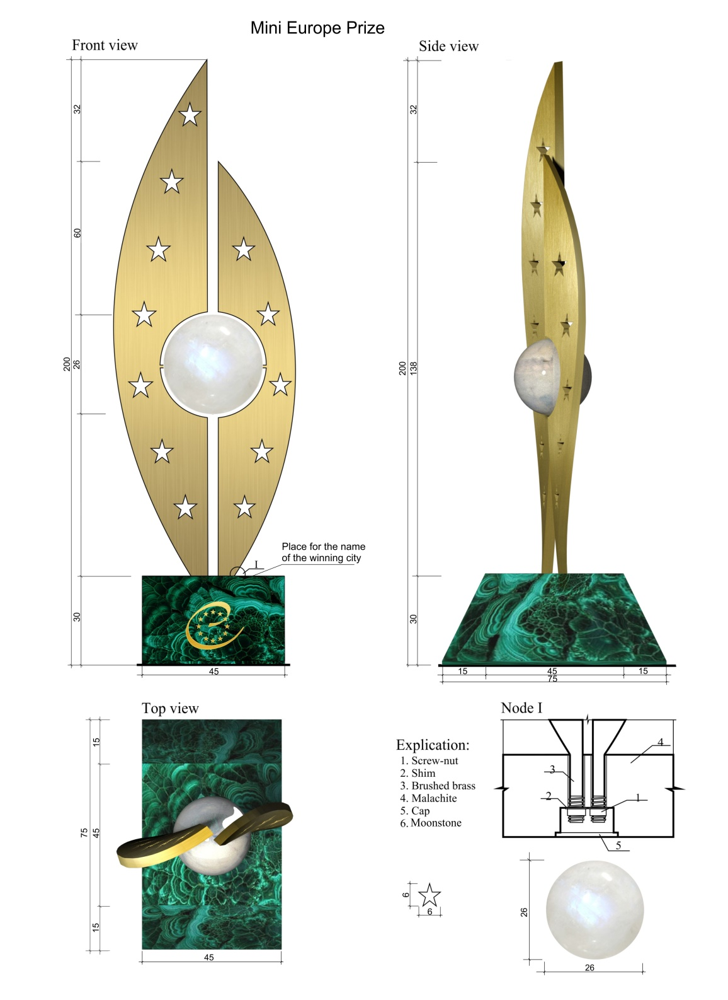 Mini Europe Prize
Front view
Side view
32
60
200
26
30
45
Place for the name
of the winning city
I
32
200
138
30
15
45
15
75
Top view
15
75
45
15
45
Node I
Explication:
1. Screw-nut
2. Shim
3. Brushed brass
4. Malachite
5. Cap
6. Moonstone
4
3
2
1
5
6
6
26
26